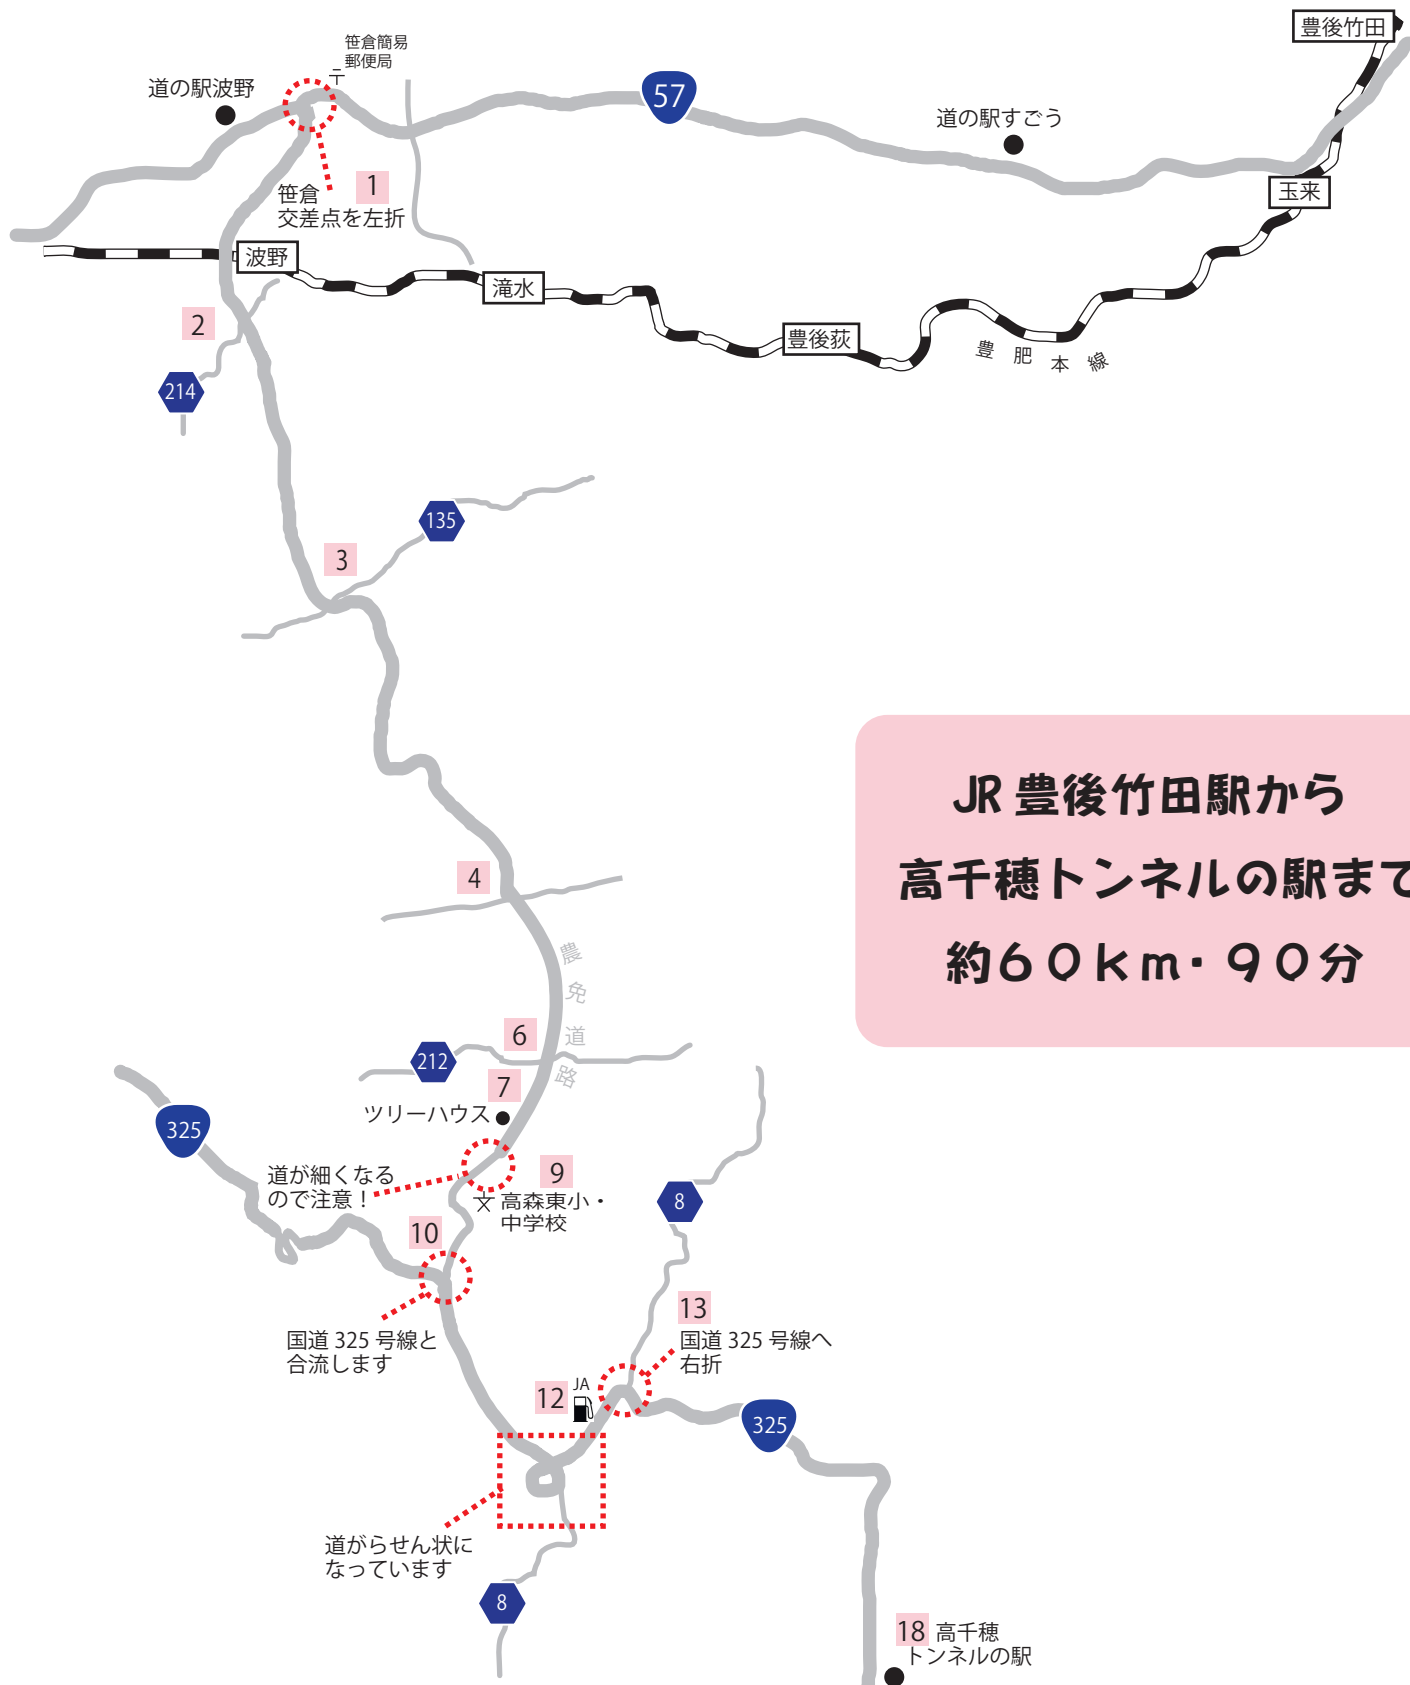 豊後竹田
笹倉簡易
郵便局
道の駅波野
57
道の駅すごう
1
笹倉
交差点を左折
玉来
波野
滝水
2
豊後荻
豊肥本線
214
135
3
JR 豊後竹田駅から
高千穂トンネルの駅まで
約６０ｋｍ・９０分
4
農免道路
6
212
7
ツリーハウス
325
9
道が細くなる
ので注意！
高森東小・
中学校
8
10
13
国道 325 号線と
合流します
国道 325 号線へ
右折
12
JA
325
道がらせん状に
なっています
8
18 高千穂
トンネルの駅